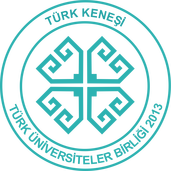 TÜRK KENEŞİ
TÜRK ÜNİVERSİTELER BİRLİĞİ 2013